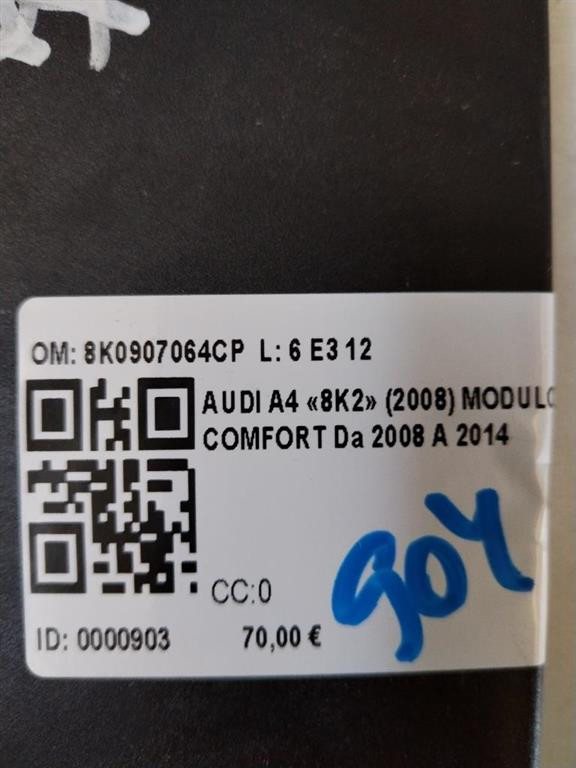 OM: 8K0907064CP L: 6 E3 12
AUDI A4 «8K2» (2008) MODULO
COMFORT Da 2008 A 2014
CC:0
ID: 0000903 70,00 €
904